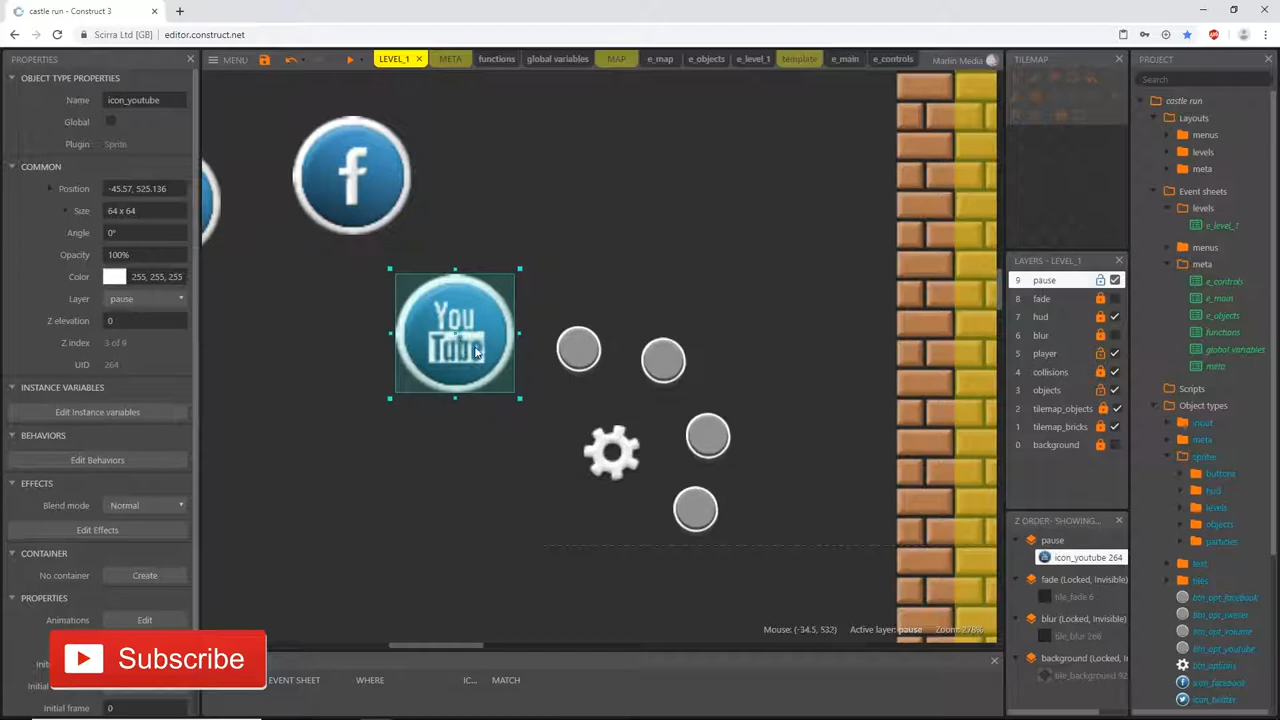 castle run - Construct 3
Scirra Ltd [GB] | editor.construct.net
PROPERTIES
OBJECT TYPE PROPERTIES
Name icon_youtube
Global
Plugin Sprite
COMMON
Position -45.57, 525.136
Size 64 x 64
Angle 0°
Opacity 100%
Color 255, 255, 255
Layer pause
Z elevation 0
Z index 3 of 9
UID 264
INSTANCE VARIABLES
Edit Instance variables
BEHAVIORS
Edit Behaviors
EFFECTS
Blend mode Normal
Edit Effects
CONTAINER
No container Create
PROPERTIES
Animations Edit
Initial frame 0
Subscribe
MENU LEVEL_1 META functions global variables MAP e_map e_objects e_level_1 template e_main e_controls Marlin Media
f
You
Tube
Mouse: (-34.5, 532) Active layer: pause Zoom: 278%
EVENT SHEET WHERE IC... MATCH
TILEMAP
LAYERS - LEVEL_1
9 pause
8 fade
7 hud
6 blur
5 player
4 collisions
3 objects
2 tilemap_objects
1 tilemap_bricks
0 background
Z ORDER - SHOWING...
pause
icon_youtube 264
fade (Locked, Invisible)
tile_fade 6
blur (Locked, Invisible)
tile_blur 266
background (Locked, I
tile_background 92
PROJECT
Search
castle run
Layouts
menus
levels
meta
Event sheets
levels
e_level_1
menus
meta
e_controls
e_main
e_objects
functions
global variables
meta
Scripts
Object types
input
meta
sprite
buttons
hud
levels
objects
particles
text
tiles
btn_opt_facebook
btn_opt_twitter
btn_opt_volume
btn_opt_youtube
btn_options
icon_facebook
icon_twitter